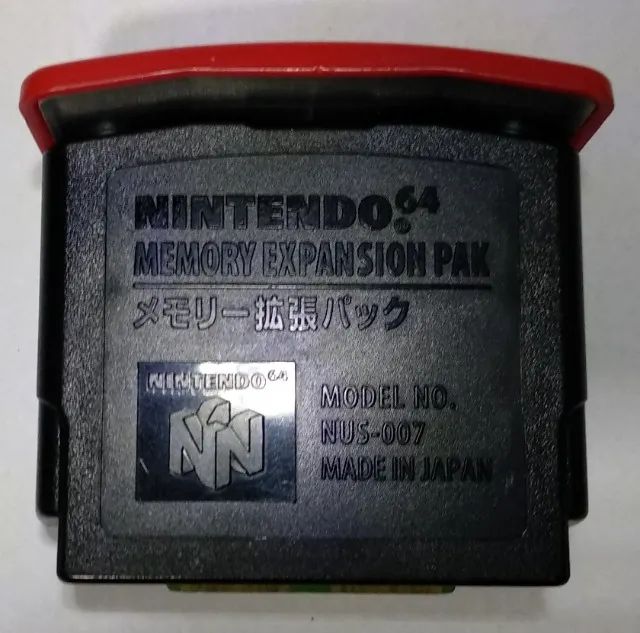 NINTENDO64®
MEMORY EXPANSION PAK
メモリー拡張パック
NINTENDO64
MODEL NO.
NUS-007
MADE IN JAPAN